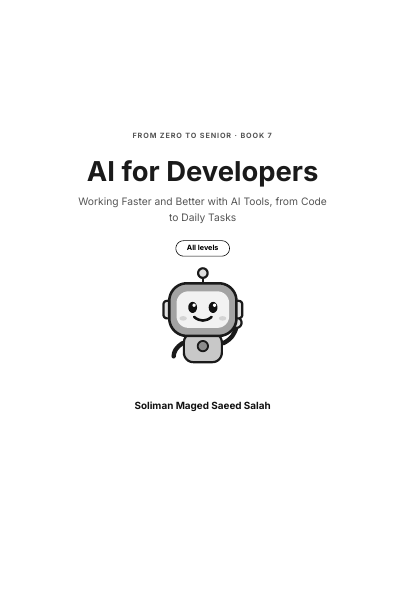 FROM ZERO TO SENIOR · BOOK 7
AI for Developers
Working Faster and Better with AI Tools, from Code
to Daily Tasks
All levels
Soliman Maged Saeed Salah